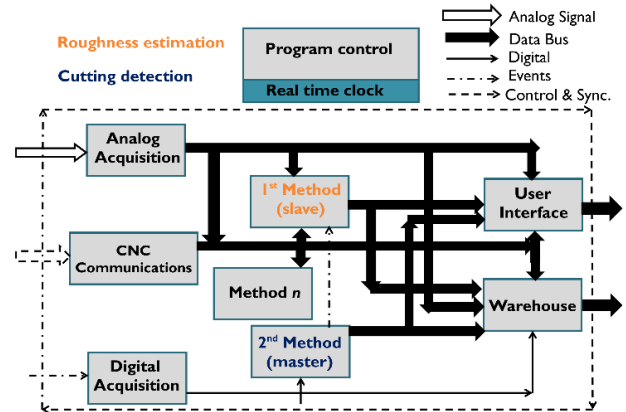 Analog Signal
Roughness estimation
Program control
Data Bus
Digital
Cutting detection
Events
Real time clock
Control & Sync.
Analog
Acquisition
1st Method
(slave)
User
Interface
CNC
Communications
Method n
Warehouse
2nd Method
(master)
Digital
Acquisition